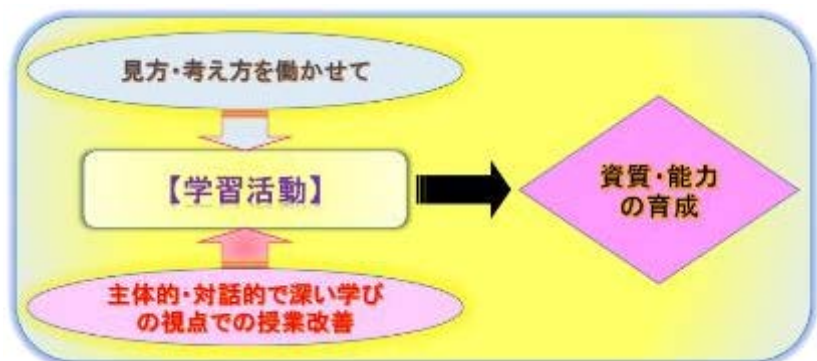 見方・考え方を働かせて
【学習活動】
資質・能力
の育成
主体的・対話的で深い学び
の視点での授業改善